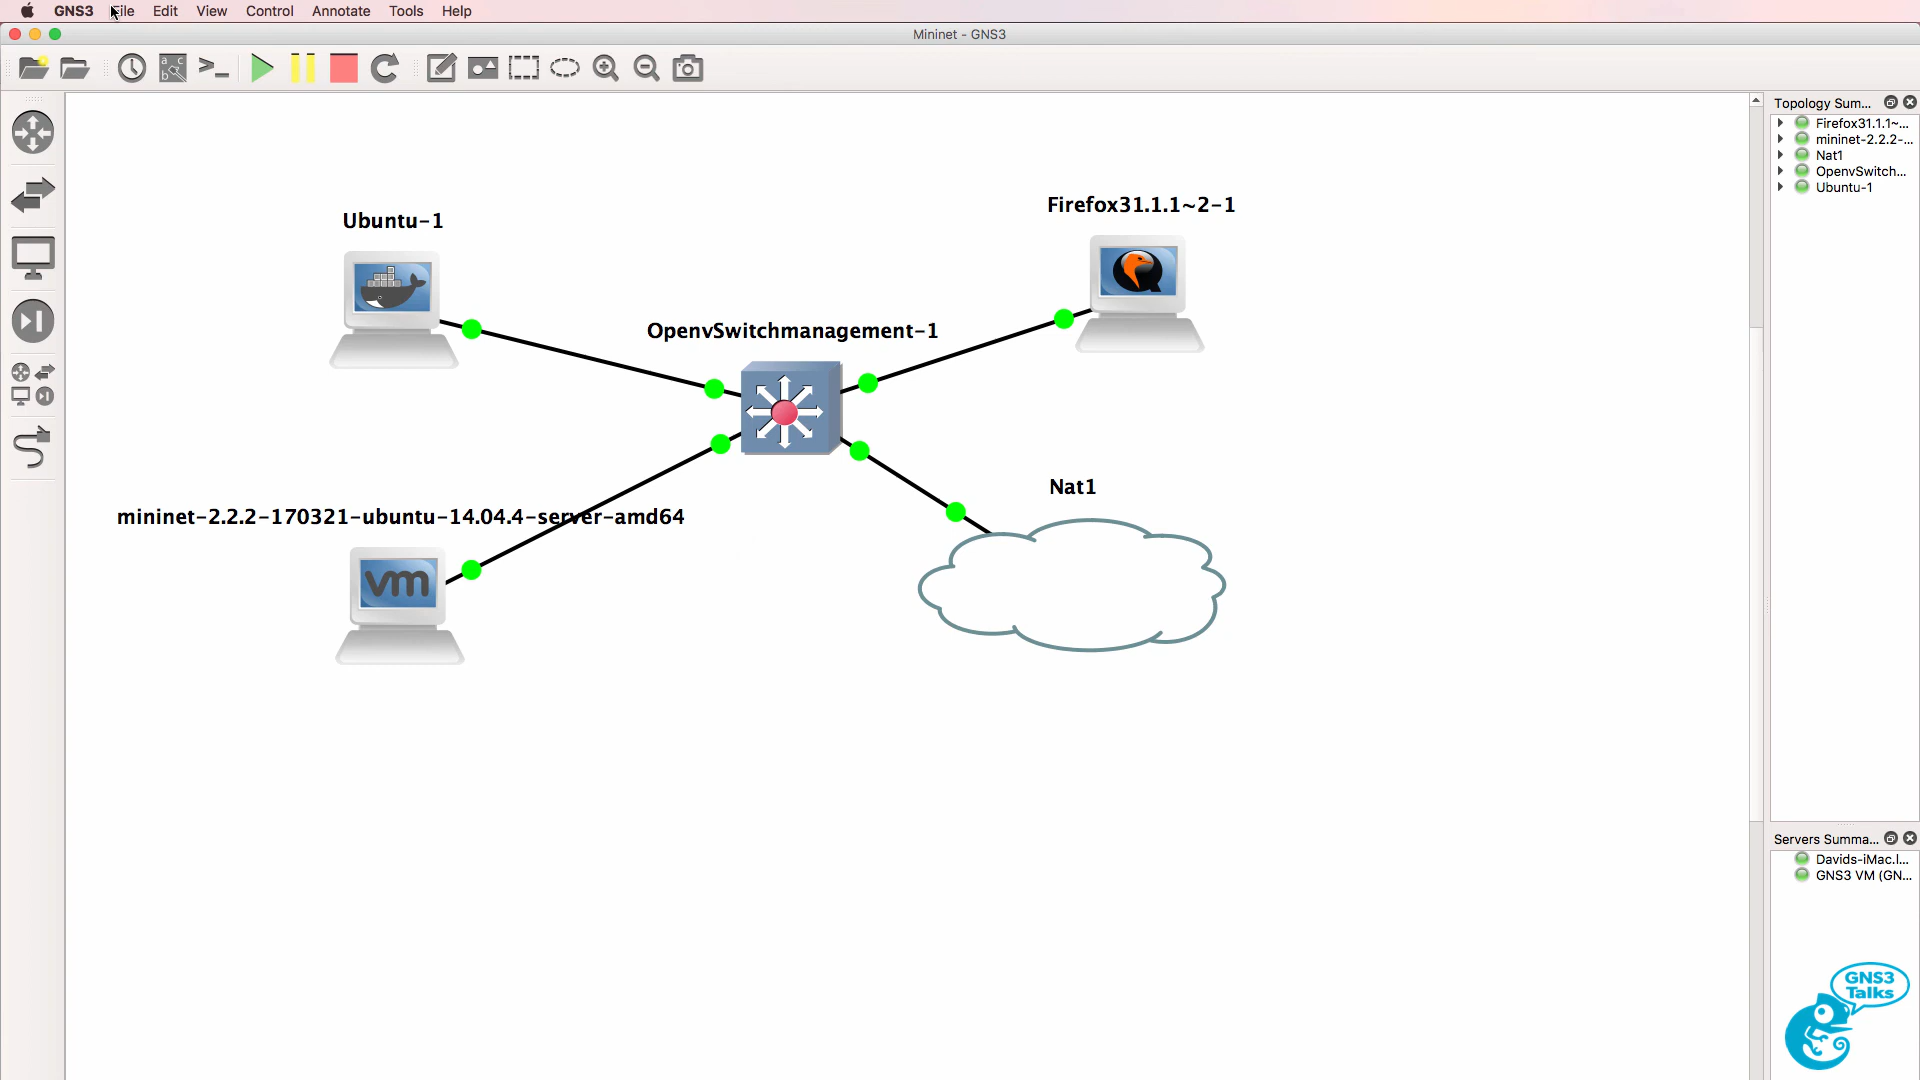 GNS3 File Edit View Control Annotate Tools Help
Mininet - GNS3
Topology Sum...
Firefox31.1.1~...
mininet-2.2.2-...
Nat1
OpenvSwitch...
Ubuntu-1
Ubuntu-1
Firefox31.1.1~2-1
OpenvSwitchmanagement-1
Nat1
mininet-2.2.2-170321-ubuntu-14.04.4-server-amd64
vm
Servers Summa...
Davids-iMac.l...
GNS3 VM (GN...
GNS3
Talks